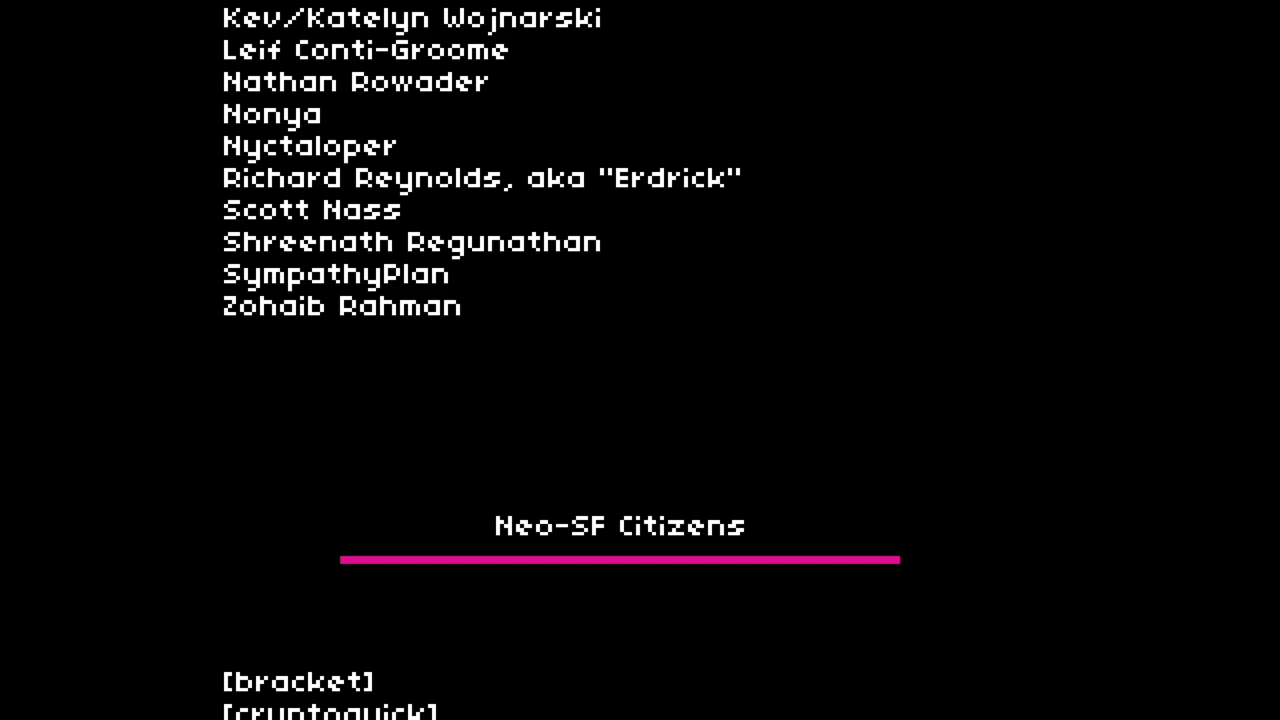 Kev/Katelyn Wojnarski
Leif Conti-Groome
Nathan Rowader
Nonya
Nyctaloper
Richard Reynolds, aka "Erdrick"
Scott Nass
Shreenath Regunathan
SympathyPlan
Zohaib Rahman
Neo-SF Citizens
[bracket]
[cryptoquick]